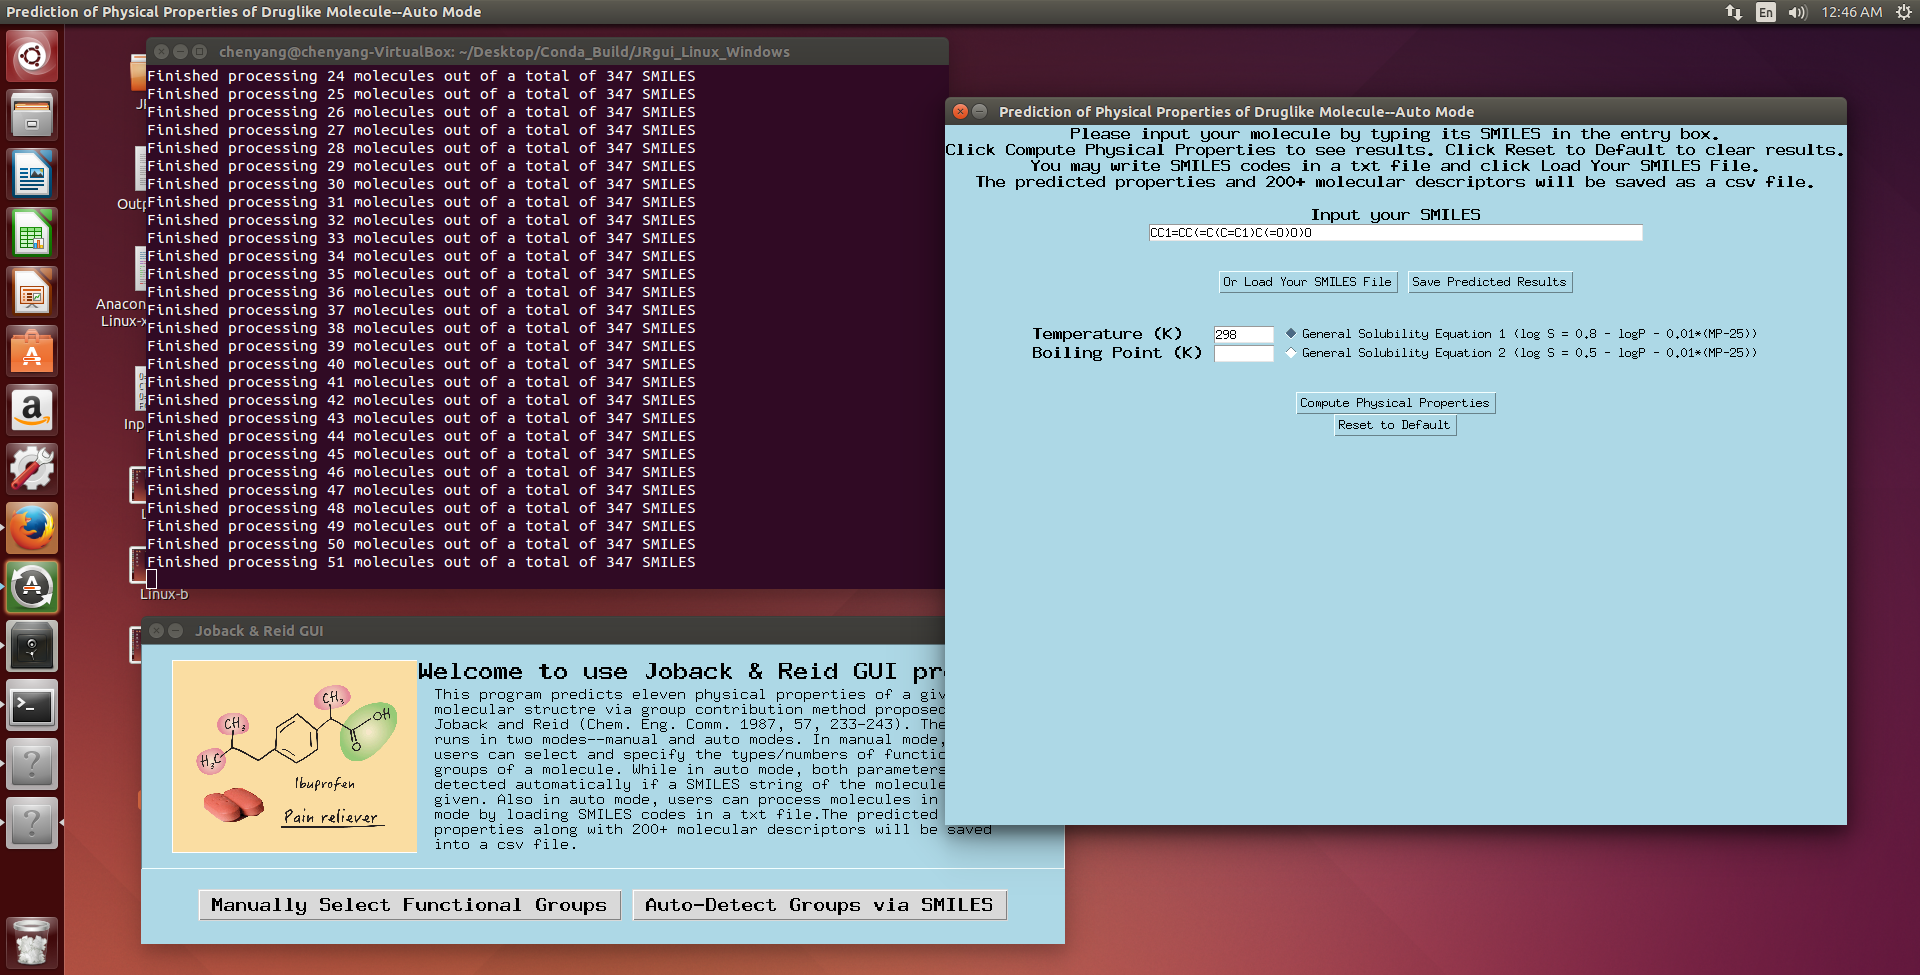 Prediction of Physical Properties of Druglike Molecule--Auto Mode
En
12:46 AM
chenyang@chenyang-VirtualBox: ~/Desktop/Conda_Build/JRgui_Linux_Windows
Finished processing 24 molecules out of a total of 347 SMILES
Finished processing 25 molecules out of a total of 347 SMILES
Finished processing 26 molecules out of a total of 347 SMILES
Finished processing 27 molecules out of a total of 347 SMILES
Finished processing 28 molecules out of a total of 347 SMILES
Finished processing 29 molecules out of a total of 347 SMILES
Finished processing 30 molecules out of a total of 347 SMILES
Finished processing 31 molecules out of a total of 347 SMILES
Finished processing 32 molecules out of a total of 347 SMILES
Finished processing 33 molecules out of a total of 347 SMILES
Finished processing 34 molecules out of a total of 347 SMILES
Finished processing 35 molecules out of a total of 347 SMILES
Finished processing 36 molecules out of a total of 347 SMILES
Finished processing 37 molecules out of a total of 347 SMILES
Finished processing 38 molecules out of a total of 347 SMILES
Finished processing 39 molecules out of a total of 347 SMILES
Finished processing 40 molecules out of a total of 347 SMILES
Finished processing 41 molecules out of a total of 347 SMILES
Finished processing 42 molecules out of a total of 347 SMILES
Finished processing 43 molecules out of a total of 347 SMILES
Finished processing 44 molecules out of a total of 347 SMILES
Finished processing 45 molecules out of a total of 347 SMILES
Finished processing 46 molecules out of a total of 347 SMILES
Finished processing 47 molecules out of a total of 347 SMILES
Finished processing 48 molecules out of a total of 347 SMILES
Finished processing 49 molecules out of a total of 347 SMILES
Finished processing 50 molecules out of a total of 347 SMILES
Finished processing 51 molecules out of a total of 347 SMILES
Outp
Anacon
Linux-x
Inp
Linux-b
Joback & Reid GUI
Welcome to use Joback & Reid GUI pr
This program predicts eleven physical properties of a giv
molecular structre via group contribution method proposed
Joback and Reid (Chem. Eng. Comm. 1987, 57, 233-243). The
runs in two modes--manual and auto modes. In manual mode,
users can select and specify the types/numbers of functio
groups of a molecule. While in auto mode, both parameters
detected automatically if a SMILES string of the molecule
given. Also in auto mode, users can process molecules in
mode by loading SMILES codes in a txt file.The predicted
properties along with 200+ molecular descriptors will be saved
into a csv file.
CH3
CH3
H3C
OH
O
Ibuprofen
Pain reliever
Manually Select Functional Groups
Auto-Detect Groups via SMILES
Prediction of Physical Properties of Druglike Molecule--Auto Mode
Please input your molecule by typing its SMILES in the entry box.
Click Compute Physical Properties to see results. Click Reset to Default to clear results.
You may write SMILES codes in a txt file and click Load Your SMILES File.
The predicted properties and 200+ molecular descriptors will be saved as a csv file.
Input your SMILES
CC1=CC(=C(C=C1)C(=O)O)O
Or Load Your SMILES File
Save Predicted Results
Temperature (K) 298 General Solubility Equation 1 (log S = 0.8 - logP - 0.01*(MP-25))
Boiling Point (K) General Solubility Equation 2 (log S = 0.5 - logP - 0.01*(MP-25))
Compute Physical Properties
Reset to Default